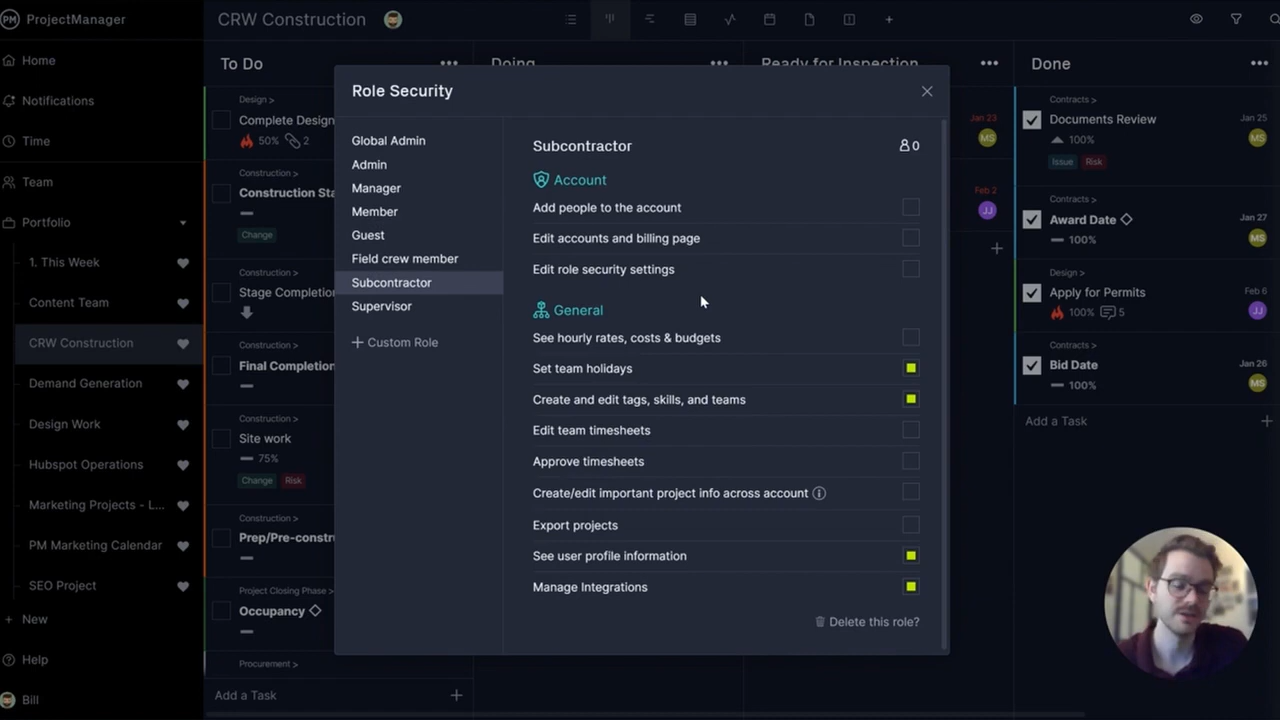 PM ProjectManager
Home
Notifications
Time
Team
Portfolio
1. This Week
Content Team
CRW Construction
Demand Generation
Design Work
Hubspot Operations
Marketing Projects - L...
PM Marketing Calendar
SEO Project
+ New
Help
Bill
CRW Construction
To Do
Design >
Complete Design
50% 2
Construction >
Construction Sta
Change
Construction >
Stage Completion
Construction >
Final Completion
Construction >
Site work
75%
Change Risk
Construction >
Prep/Pre-constr
Project Closing Phase >
Occupancy
Procurement >
Add a Task
Doing
Ready for Inspection
Jan 23
MS
Feb 2
JJ
Role Security
Global Admin
Admin
Manager
Member
Guest
Field crew member
Subcontractor
Supervisor
+ Custom Role
Subcontractor
0
Account
Add people to the account
Edit accounts and billing page
Edit role security settings
General
See hourly rates, costs & budgets
Set team holidays
Create and edit tags, skills, and teams
Edit team timesheets
Approve timesheets
Create/edit important project info across account
Export projects
See user profile information
Manage Integrations
Delete this role?
Done
Contracts >
Documents Review
Jan 25
100%
MS
Issue Risk
Contracts >
Award Date
Jan 27
100%
MS
Design >
Apply for Permits
Feb 6
100% 5
JJ
Contracts >
Bid Date
Jan 26
100%
MS
Add a Task